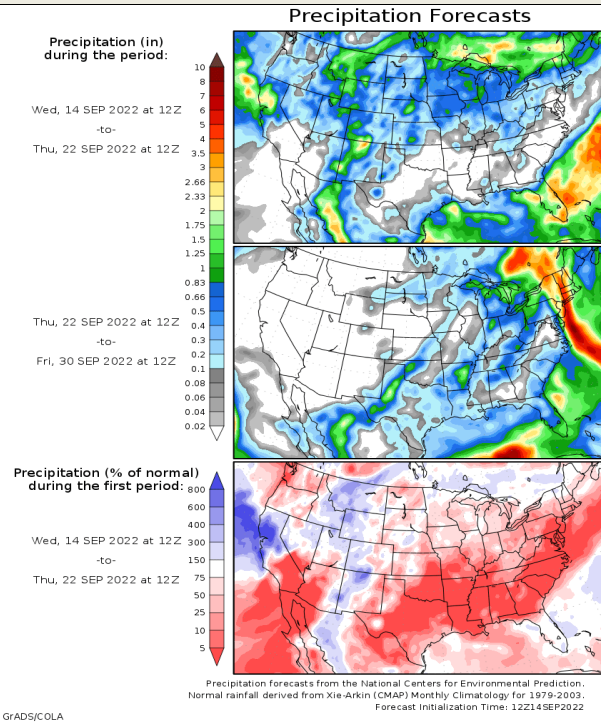 Precipitation Forecasts
Precipitation (in)
during the period:
Wed, 14 SEP 2022 at 12Z
-to-
Thu, 22 SEP 2022 at 12Z
10
8
7
6
5
4
3.5
3
2.66
2.33
2
1.75
1.5
1.25
1
0.83
0.66
0.5
0.4
0.3
0.2
0.1
0.08
0.06
0.04
0.02
Thu, 22 SEP 2022 at 12Z
-to-
Fri, 30 SEP 2022 at 12Z
Precipitation (% of normal)
during the first period:
Wed, 14 SEP 2022 at 12Z
-to-
Thu, 22 SEP 2022 at 12Z
800
600
400
300
150
75
50
25
10
5
Precipitation forecasts from the National Centers for Environmental Prediction.
Normal rainfall derived from Xie-Arkin (CMAP) Monthly Climatology for 1979-2003.
Forecast Initialization Time: 12Z14SEP2022
GrADS/COLA